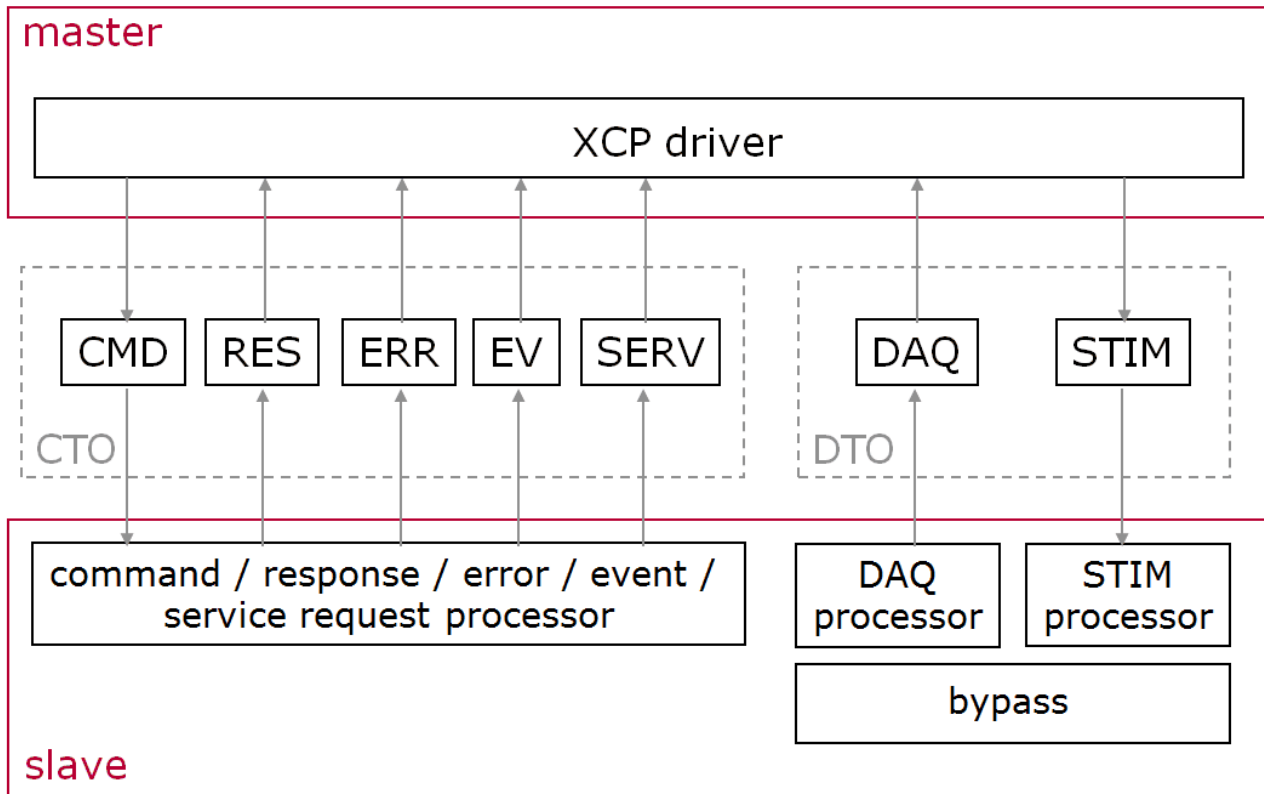 master
XCP driver
CMD
RES
ERR
EV
SERV
DAQ
STIM
CTO
DTO
command / response / error / event /
service request processor
DAQ
processor
STIM
processor
bypass
slave